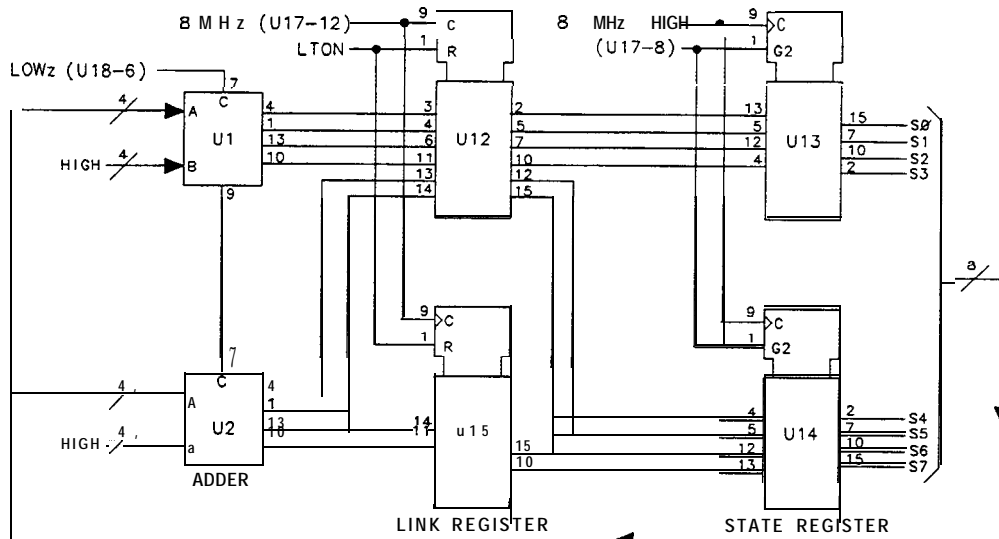 8 MHz (U17-12)
9
C
8 MHz HIGH
9
C
LTON
1
R
(U17-8)
1
G2
LOWz (U18-6)
7
C
4
A
U1
4
3
2
13
15
S0
1
4
U12
5
5
U13
7
S1
13
6
7
12
10
S2
HIGH
4
B
10
11
10
4
2
S3
13
12
14
15
9
8
9
C
9
C
1
R
1
G2
7
C
4
4
A
1
4
2
S4
U2
13
14
u15
5
U14
7
S5
10
11
12
10
S6
HIGH
4
a
15
13
15
S7
10
ADDER
LINK REGISTER
STATE REGISTER